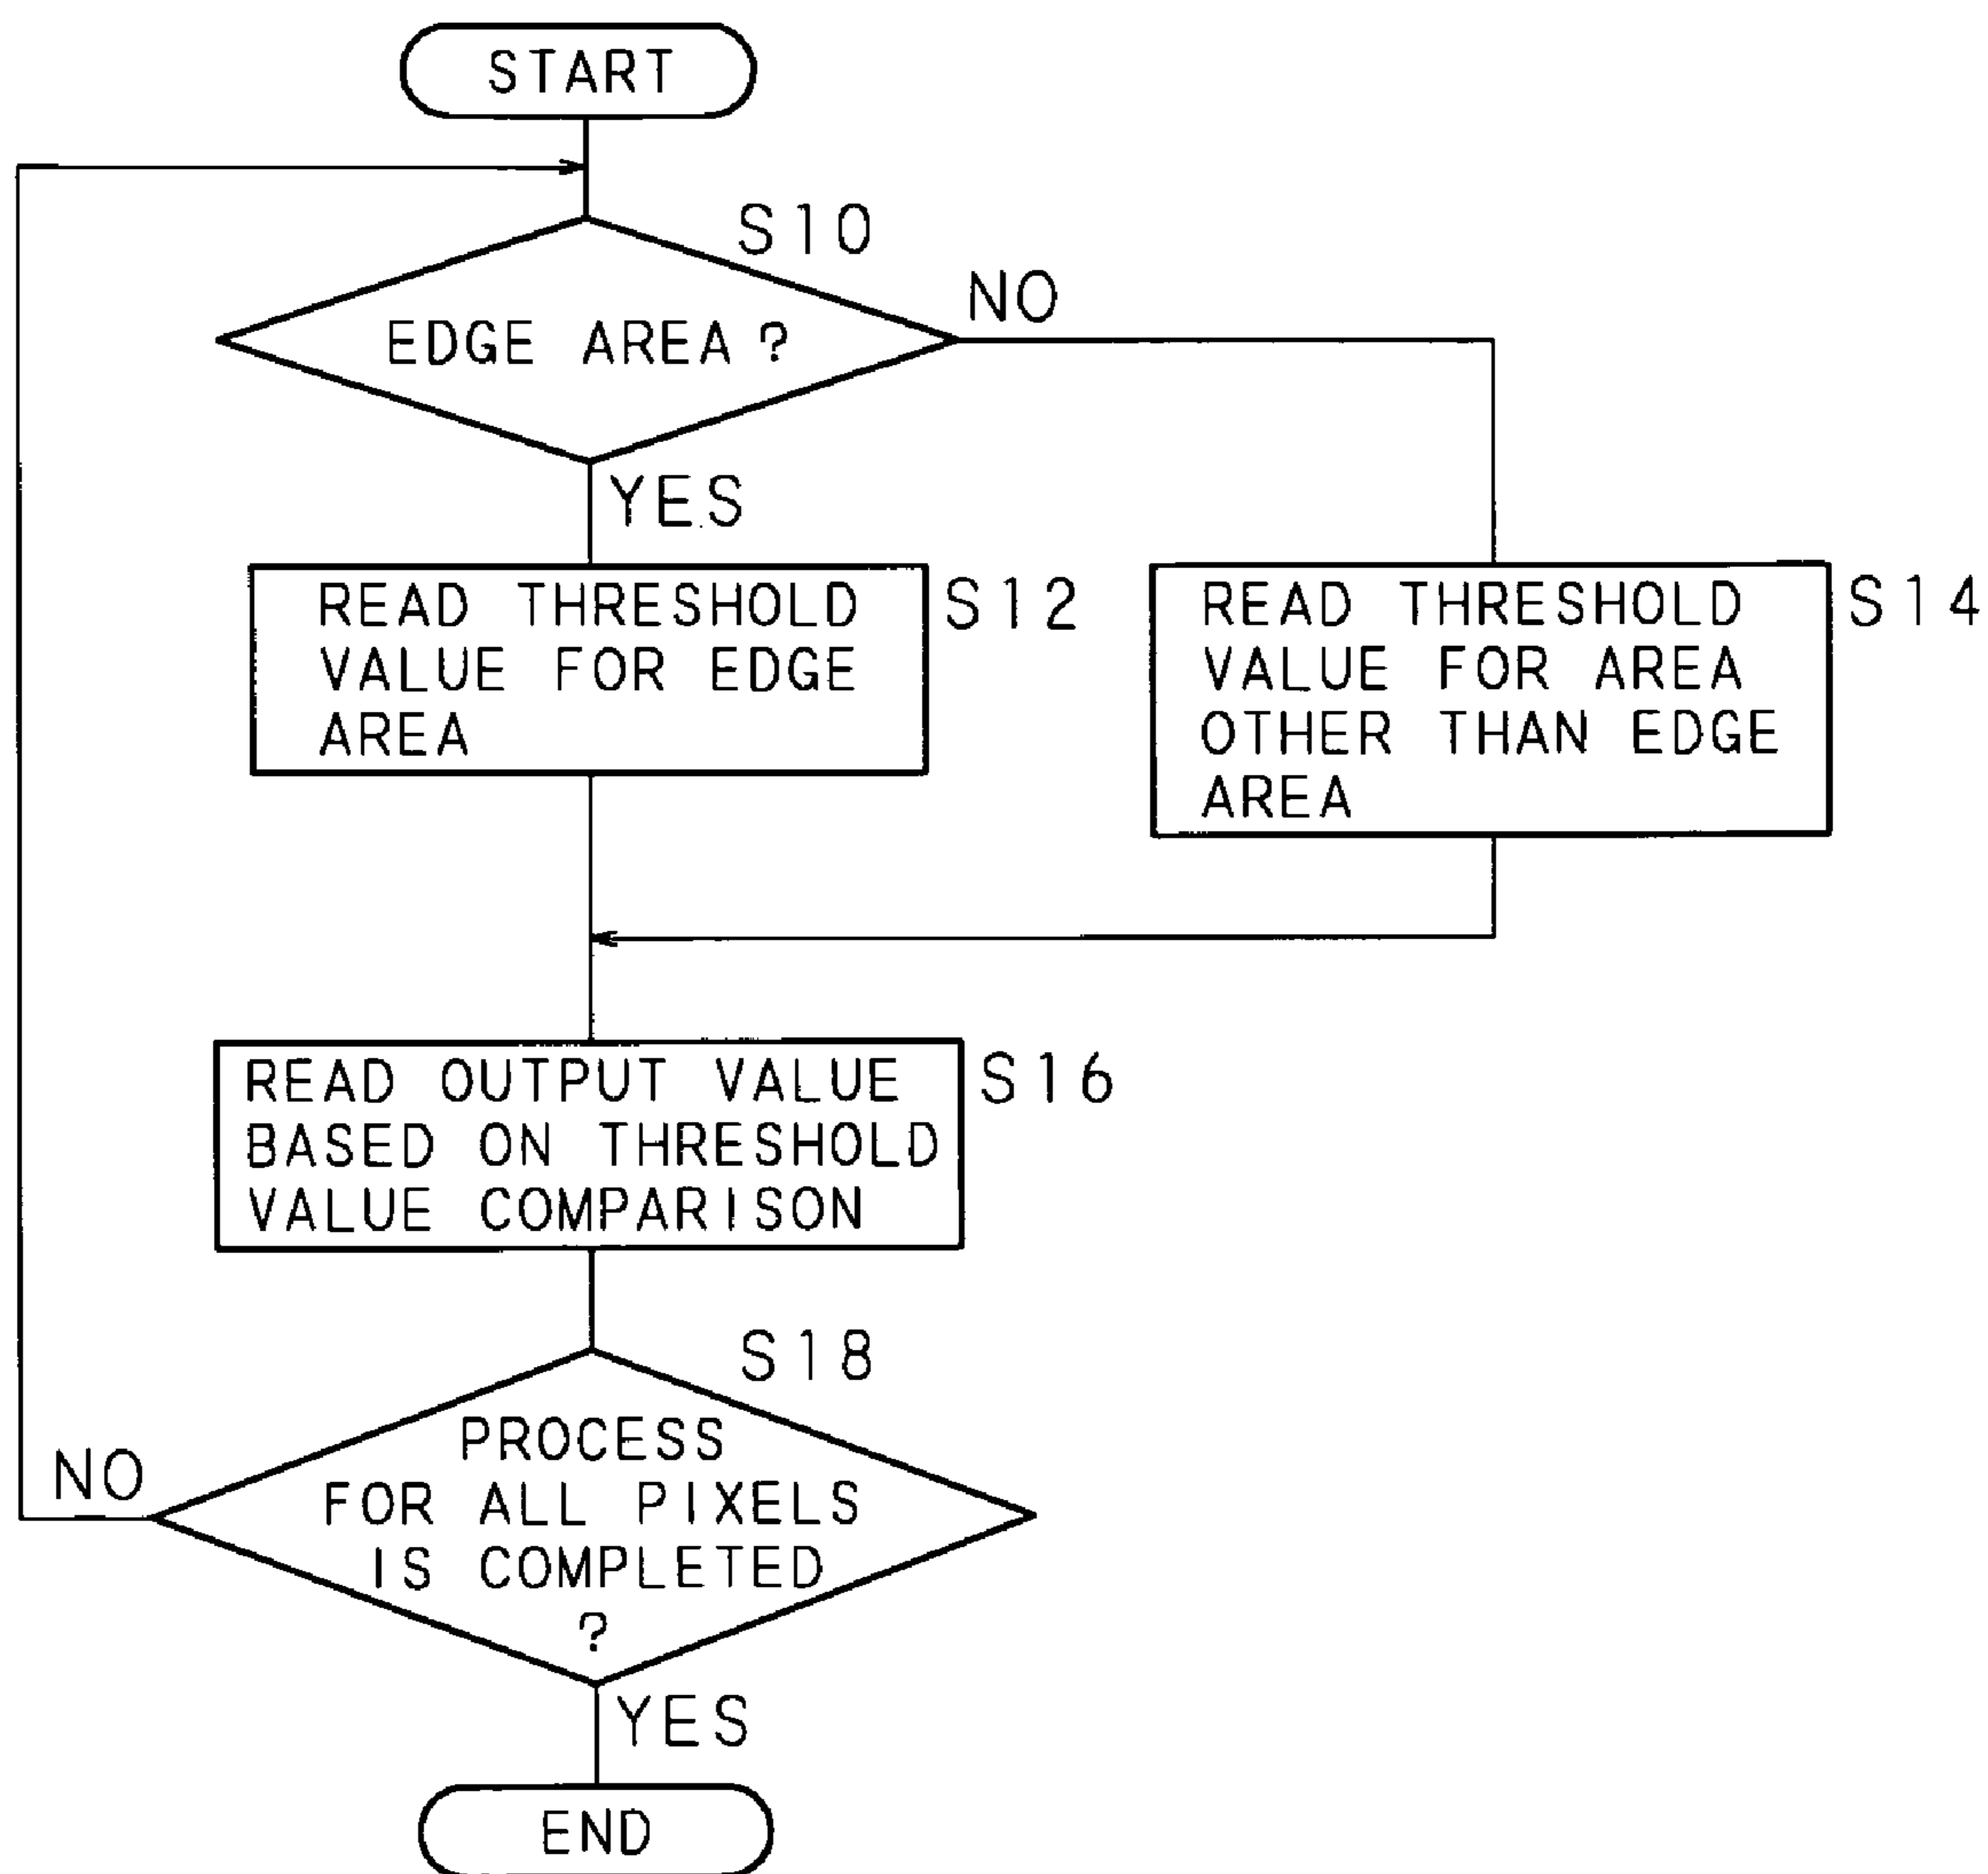 START
S10
EDGE AREA ?
NO
YES
READ THRESHOLD
VALUE FOR EDGE
AREA
S12
READ THRESHOLD
VALUE FOR AREA
OTHER THAN EDGE
AREA
S14
READ OUTPUT VALUE
BASED ON THRESHOLD
VALUE COMPARISON
S16
S18
PROCESS
FOR ALL PIXELS
IS COMPLETED
?
NO
YES
END